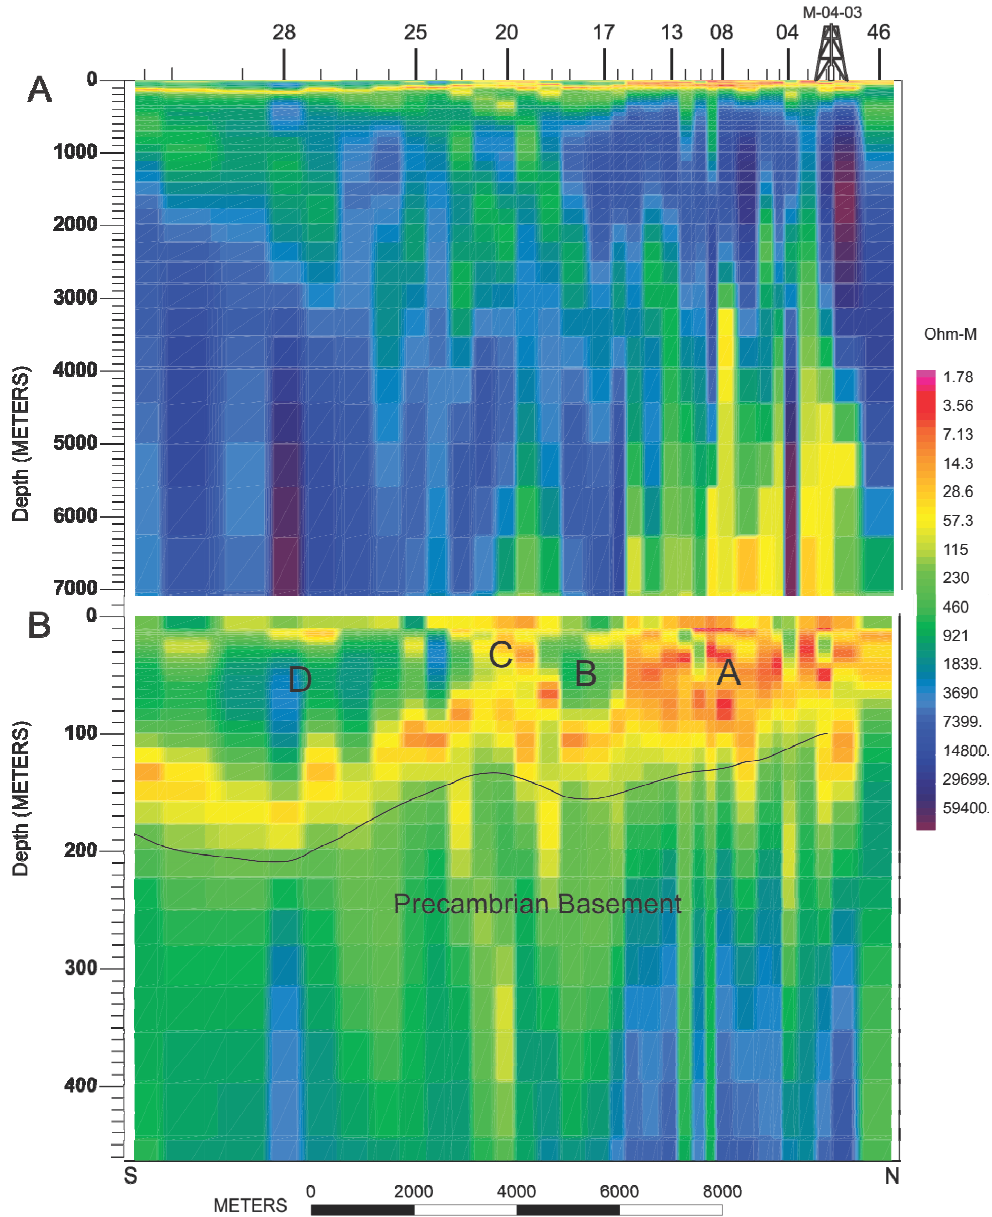 M-04-03
28 25 20 17 13 08 04 46
A
0
1000
2000
3000
4000
5000
6000
7000
Depth (METERS)
Ohm-M
1.78
3.56
7.13
14.3
28.6
57.3
115
230
460
921
1839.
3690
7399.
14800.
29699.
59400.
B
0
100
200
300
400
Depth (METERS)
C
B
A
D
Precambrian Basement
S N
METERS 0 2000 4000 6000 8000